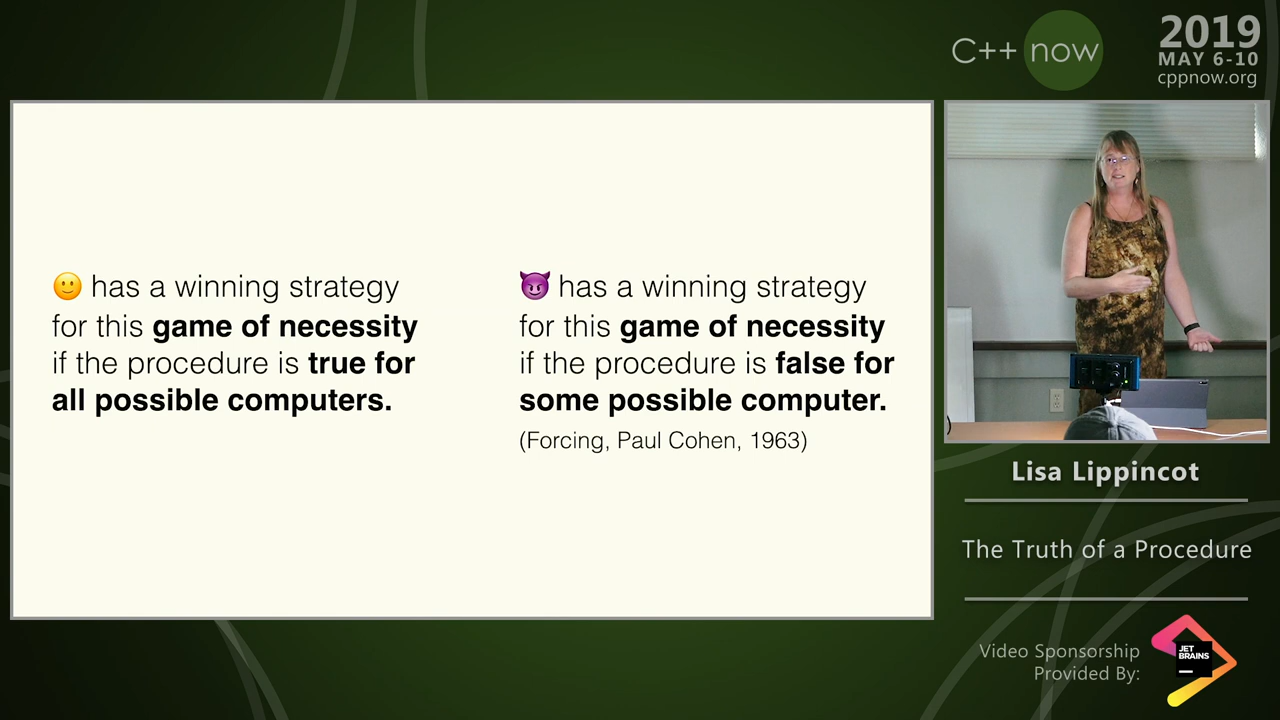 C++ now
2019
MAY 6-10
cppnow.org
🙂 has a winning strategy
for this game of necessity
if the procedure is true for
all possible computers.
😈 has a winning strategy
for this game of necessity
if the procedure is false for
some possible computer.
(Forcing, Paul Cohen, 1963)
Lisa Lippincot
The Truth of a Procedure
Video Sponsorship
Provided By:
JET
BRAINS